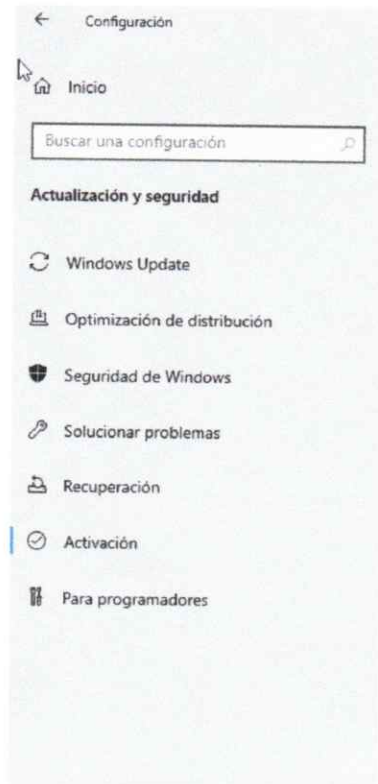 Configuración
Inicio
Buscar una configuración
Actualización y seguridad
Windows Update
Optimización de distribución
Seguridad de Windows
Solucionar problemas
Recuperación
Activación
Para programadores